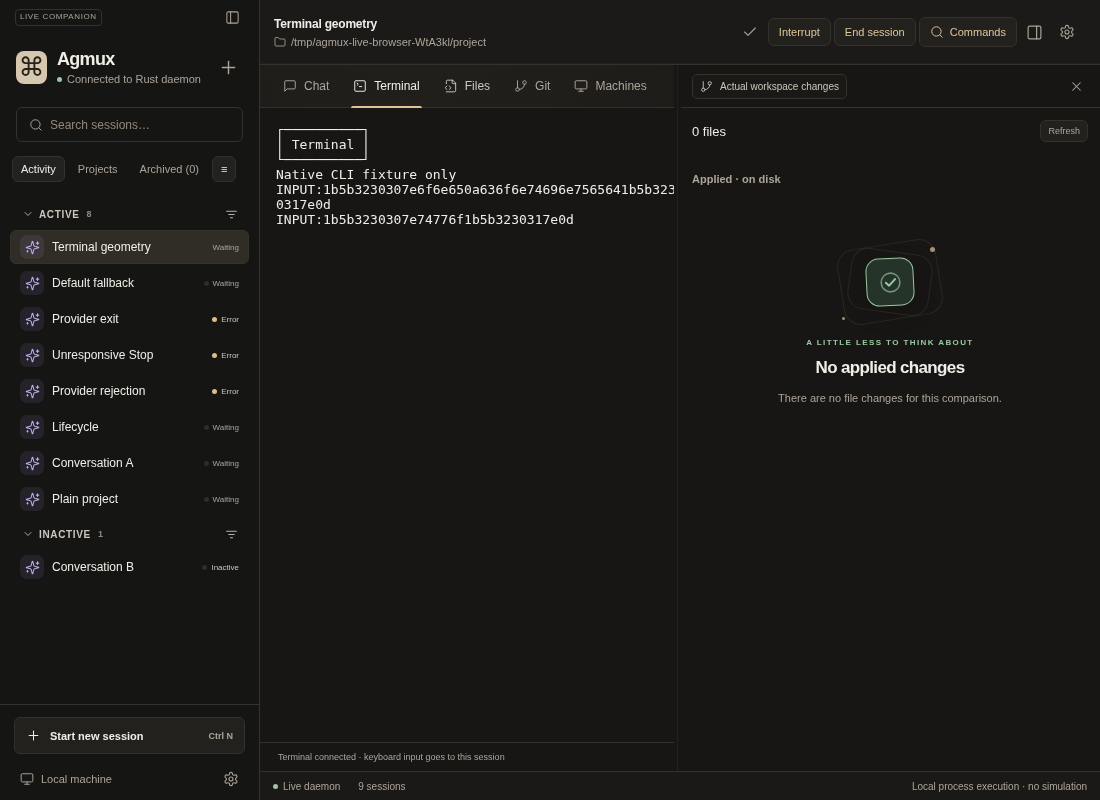 LIVE COMPANION
Agmux
Connected to Rust daemon
Search sessions…
Activity Projects Archived (0)
ACTIVE 8
Terminal geometry Waiting
Default fallback Waiting
Provider exit Error
Unresponsive Stop Error
Provider rejection Error
Lifecycle Waiting
Conversation A Waiting
Plain project Waiting
INACTIVE 1
Conversation B Inactive
Start new session Ctrl N
Local machine
Terminal geometry
/tmp/agmux-live-browser-WtA3kl/project
Interrupt End session Commands
Chat Terminal Files Git Machines
Terminal
Native CLI fixture only
INPUT:1b5b3230307e6f6e650a636f6e74696e7565641b5b323
0317e0d
INPUT:1b5b3230307e74776f1b5b3230317e0d
Terminal connected · keyboard input goes to this session
Actual workspace changes
0 files Refresh
Applied · on disk
A LITTLE LESS TO THINK ABOUT
No applied changes
There are no file changes for this comparison.
Live daemon 9 sessions Local process execution · no simulation